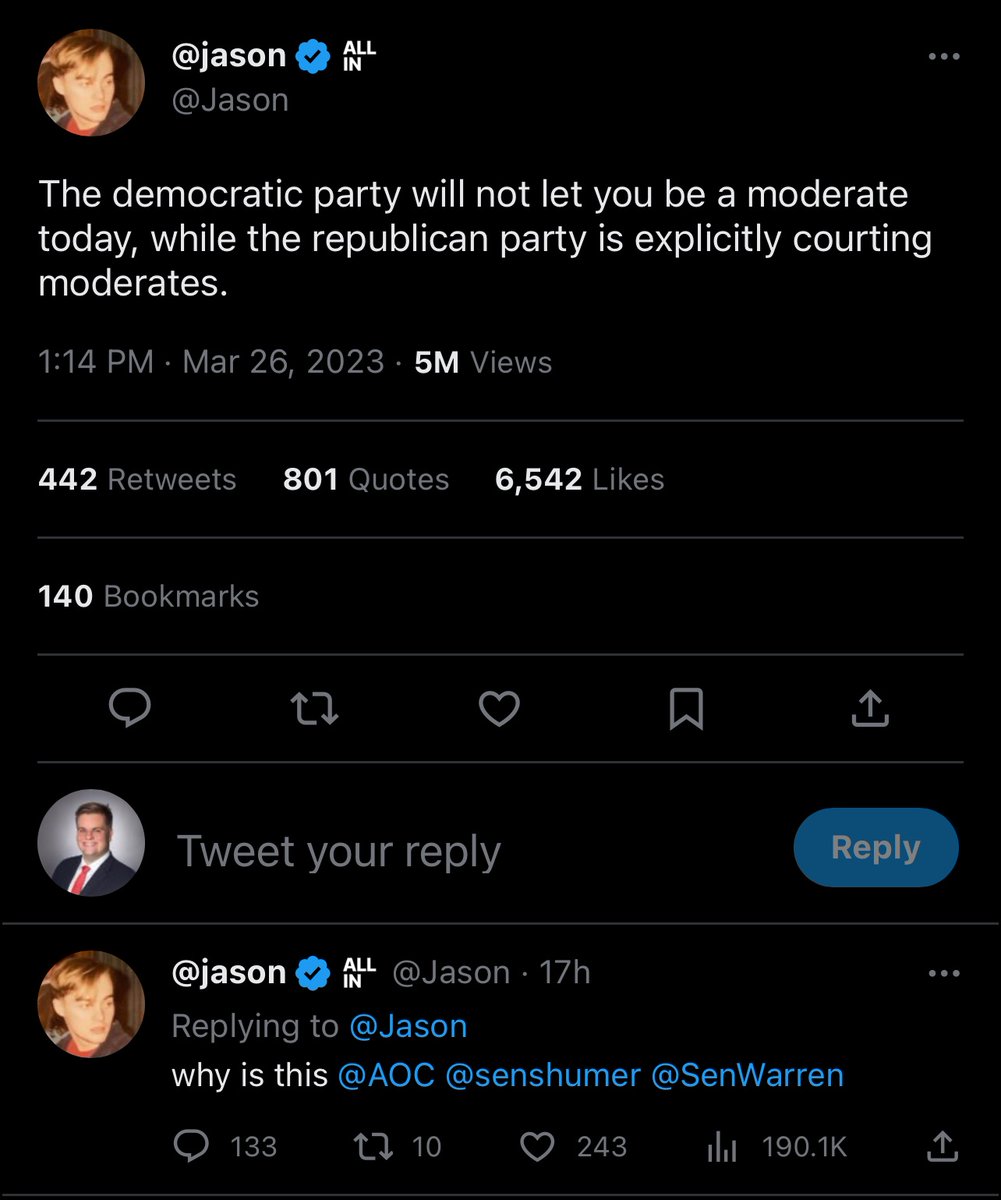 @jason ALL IN
@Jason
The democratic party will not let you be a moderate
today, while the republican party is explicitly courting
moderates.
1:14 PM · Mar 26, 2023 · 5M Views
442 Retweets 801 Quotes 6,542 Likes
140 Bookmarks
Tweet your reply Reply
@jason ALL IN @Jason · 17h
Replying to @Jason
why is this @AOC @senshumer @SenWarren
133 10 243 190.1K